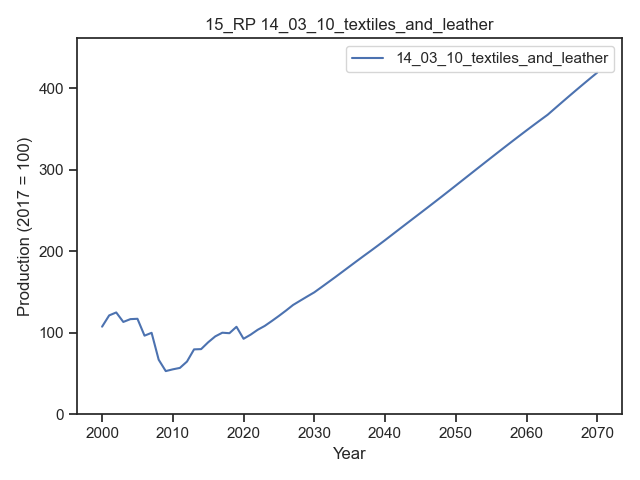 15_RP 14_03_10_textiles_and_leather
14_03_10_textiles_and_leather
Production (2017 = 100)
400
300
200
100
0
2000 2010 2020 2030 2040 2050 2060 2070
Year